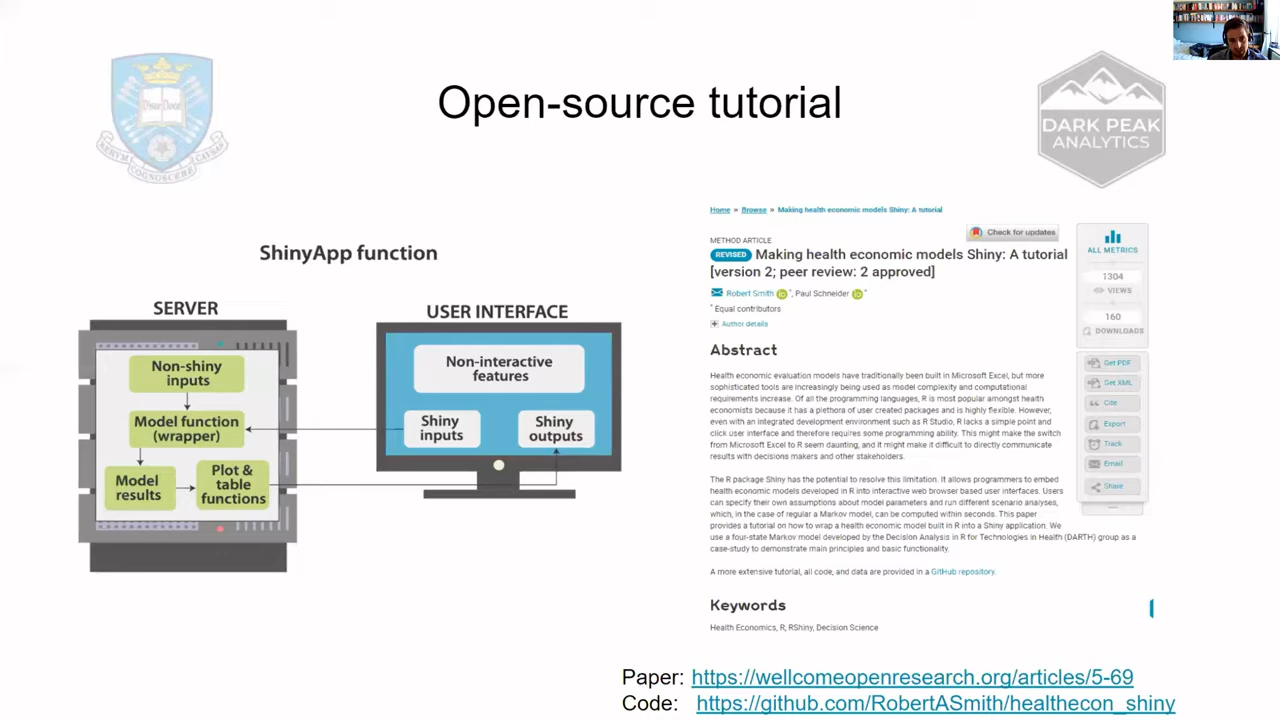 Open-source tutorial
DARK PEAK
ANALYTICS
RERVM
COGNOSCERE
CAVSAS
ShinyApp function
SERVER
Non-shiny
inputs
Model function
(wrapper)
Model
results
Plot &
table
functions
USER INTERFACE
Non-interactive
features
Shiny
inputs
Shiny
outputs
Home » Browse » Making health economic models Shiny: A tutorial
Check for updates
METHOD ARTICLE
REVISED Making health economic models Shiny: A tutorial
[version 2; peer review: 2 approved]
Robert Smith iD *, Paul Schneider iD *
* Equal contributors
+ Author details
Abstract
Health economic evaluation models have traditionally been built in Microsoft Excel, but more
sophisticated tools are increasingly being used as model complexity and computational
requirements increase. Of all the programming languages, R is most popular amongst health
economists because it has a plethora of user created packages and is highly flexible. However,
even with an integrated development environment such as R Studio, R lacks a simple point and
click user interface and therefore requires some programming ability. This might make the switch
from Microsoft Excel to R seem daunting, and it might make it difficult to directly communicate
results with decisions makers and other stakeholders.
The R package Shiny has the potential to resolve this limitation. It allows programmers to embed
health economic models developed in R into interactive web browser based user interfaces. Users
can specify their own assumptions about model parameters and run different scenario analyses,
which, in the case of regular a Markov model, can be computed within seconds. This paper
provides a tutorial on how to wrap a health economic model built in R into a Shiny application. We
use a four-state Markov model developed by the Decision Analysis in R for Technologies in Health (DARTH) group as a
case-study to demonstrate main principles and basic functionality.
A more extensive tutorial, all code, and data are provided in a GitHub repository.
Keywords
Health Economics, R, RShiny, Decision Science
ALL METRICS
1304
VIEWS
160
DOWNLOADS
Get PDF
Get XML
Cite
Export
Track
Email
Share
Paper: https://wellcomeopenresearch.org/articles/5-69
Code: https://github.com/RobertASmith/healthecon_shiny